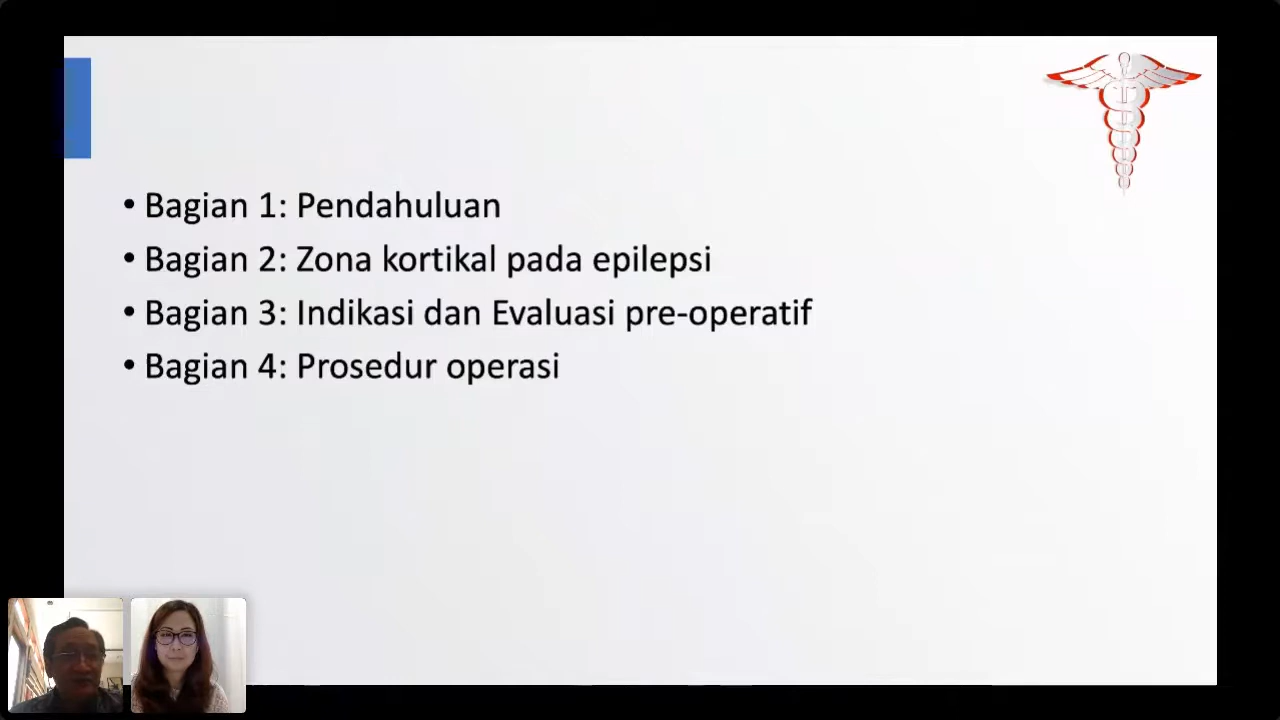 • Bagian 1: Pendahuluan
• Bagian 2: Zona kortikal pada epilepsi
• Bagian 3: Indikasi dan Evaluasi pre-operatif
• Bagian 4: Prosedur operasi